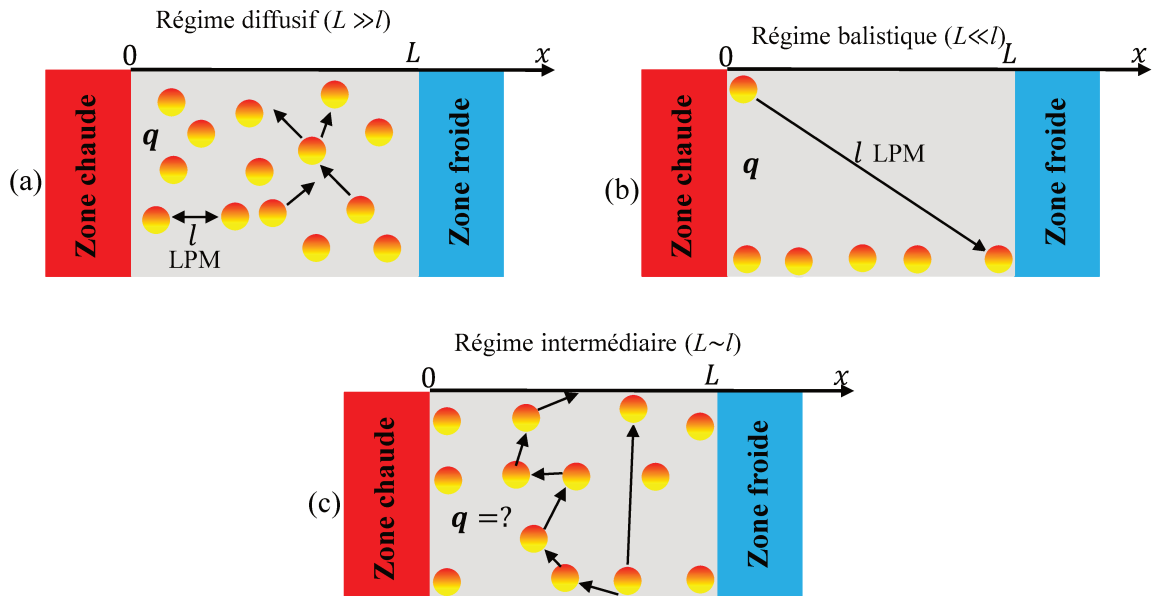 Régime diffusif (L ≫l)
0
L
x
Zone chaude
q
l
LPM
Zone froide
(a)
Régime balistique (L≪l)
0
L
x
Zone chaude
q
l LPM
Zone froide
(b)
Régime intermédiaire (L~l)
0
L
x
Zone chaude
q =?
Zone froide
(c)